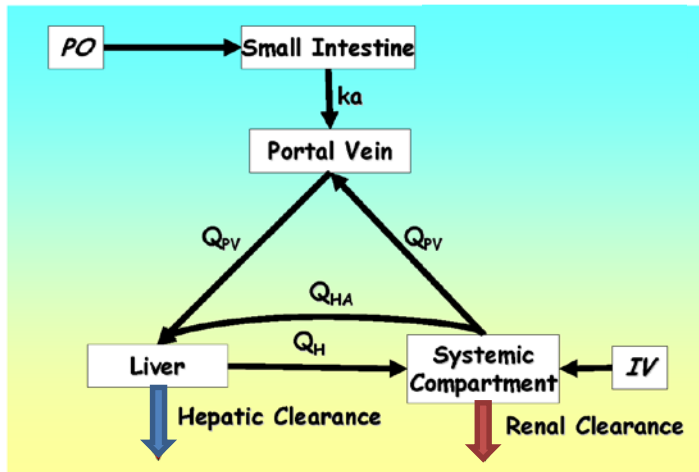 PO
Small Intestine
ka
Portal Vein
QPV
QPV
QHA
QH
Liver
Systemic
Compartment
IV
Hepatic Clearance
Renal Clearance